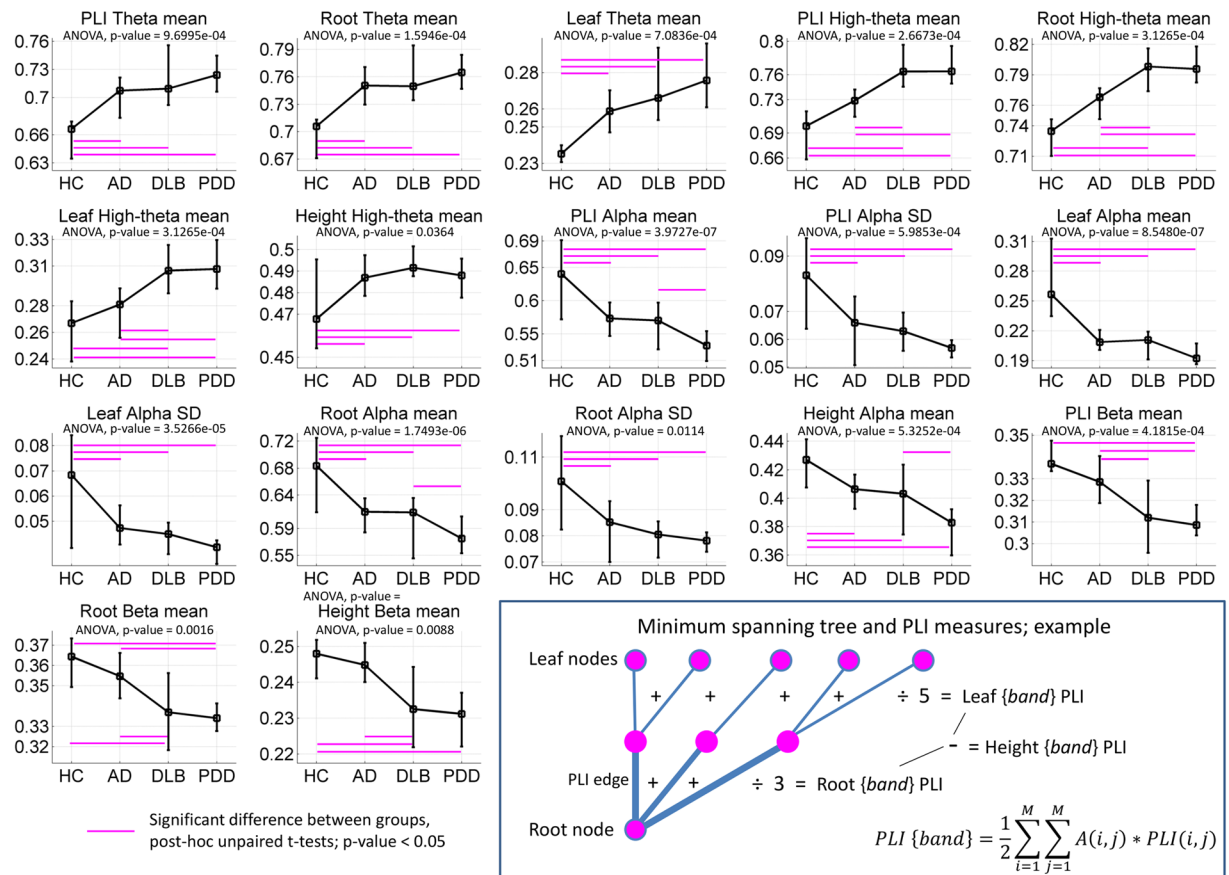 PLI Theta mean
ANOVA, p-value = 9.6995e-04
0.76
0.73
0.7
0.66
0.63
HC AD DLB PDD
Root Theta mean
ANOVA, p-value = 1.5946e-04
0.79
0.74
0.7
0.67
HC AD DLB PDD
Leaf Theta mean
ANOVA, p-value = 7.0836e-04
0.28
0.26
0.25
0.23
HC AD DLB PDD
PLI High-theta mean
ANOVA, p-value = 2.6673e-04
0.8
0.76
0.73
0.69
0.66
HC AD DLB PDD
Root High-theta mean
ANOVA, p-value = 3.1265e-04
0.82
0.79
0.76
0.74
0.71
HC AD DLB PDD
Leaf High-theta mean
ANOVA, p-value = 3.1265e-04
0.33
0.31
0.28
0.26
0.24
HC AD DLB PDD
Height High-theta mean
ANOVA, p-value = 0.0364
0.5
0.49
0.47
0.45
HC AD DLB PDD
PLI Alpha mean
ANOVA, p-value = 3.9727e-07
0.69
0.65
0.6
0.55
0.51
HC AD DLB PDD
PLI Alpha SD
ANOVA, p-value = 5.9853e-04
0.09
0.07
0.06
0.05
HC AD DLB PDD
Leaf Alpha mean
ANOVA, p-value = 8.5480e-07
0.31
0.27
0.22
0.19
HC AD DLB PDD
Leaf Alpha SD
ANOVA, p-value = 3.5266e-05
0.08
0.07
0.05
HC AD DLB PDD
Root Alpha mean
ANOVA, p-value = 1.7493e-06
0.72
0.68
0.64
0.59
0.55
HC AD DLB PDD
Root Alpha SD
ANOVA, p-value = 0.0114
0.11
0.09
0.08
0.07
HC AD DLB PDD
Height Alpha mean
ANOVA, p-value = 5.3252e-04
0.44
0.42
0.4
0.38
0.36
HC AD DLB PDD
PLI Beta mean
ANOVA, p-value = 4.1815e-04
0.35
0.33
0.32
0.31
0.3
HC AD DLB PDD
ANOVA, p-value =
Root Beta mean
ANOVA, p-value = 0.0016
0.37
0.36
0.33
0.32
HC AD DLB PDD
Height Beta mean
ANOVA, p-value = 0.0088
0.25
0.24
0.23
0.22
HC AD DLB PDD
Significant difference between groups,
post-hoc unpaired t-tests; p-value < 0.05
Minimum spanning tree and PLI measures; example
Leaf nodes
+ + + + ÷ 5 = Leaf {band} PLI
- = Height {band} PLI
PLI edge + + ÷ 3 = Root {band} PLI
Root node
PLI {band} = 1/2 ∑_{i=1}^{M} ∑_{j=1}^{M} A(i,j) * PLI(i,j)